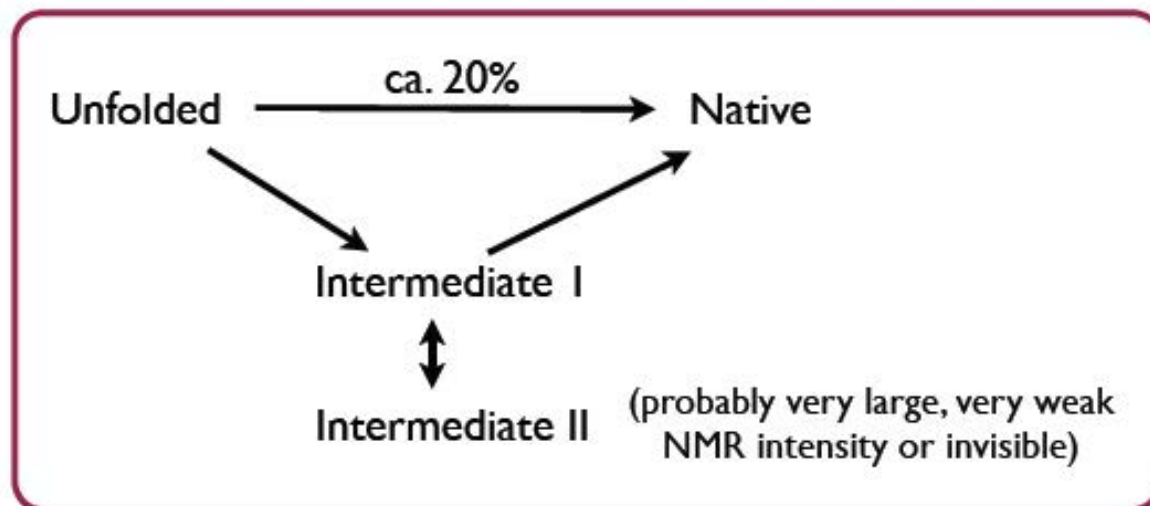 ca. 20%
Unfolded
Native
Intermediate I
Intermediate II
(probably very large, very weak
NMR intensity or invisible)